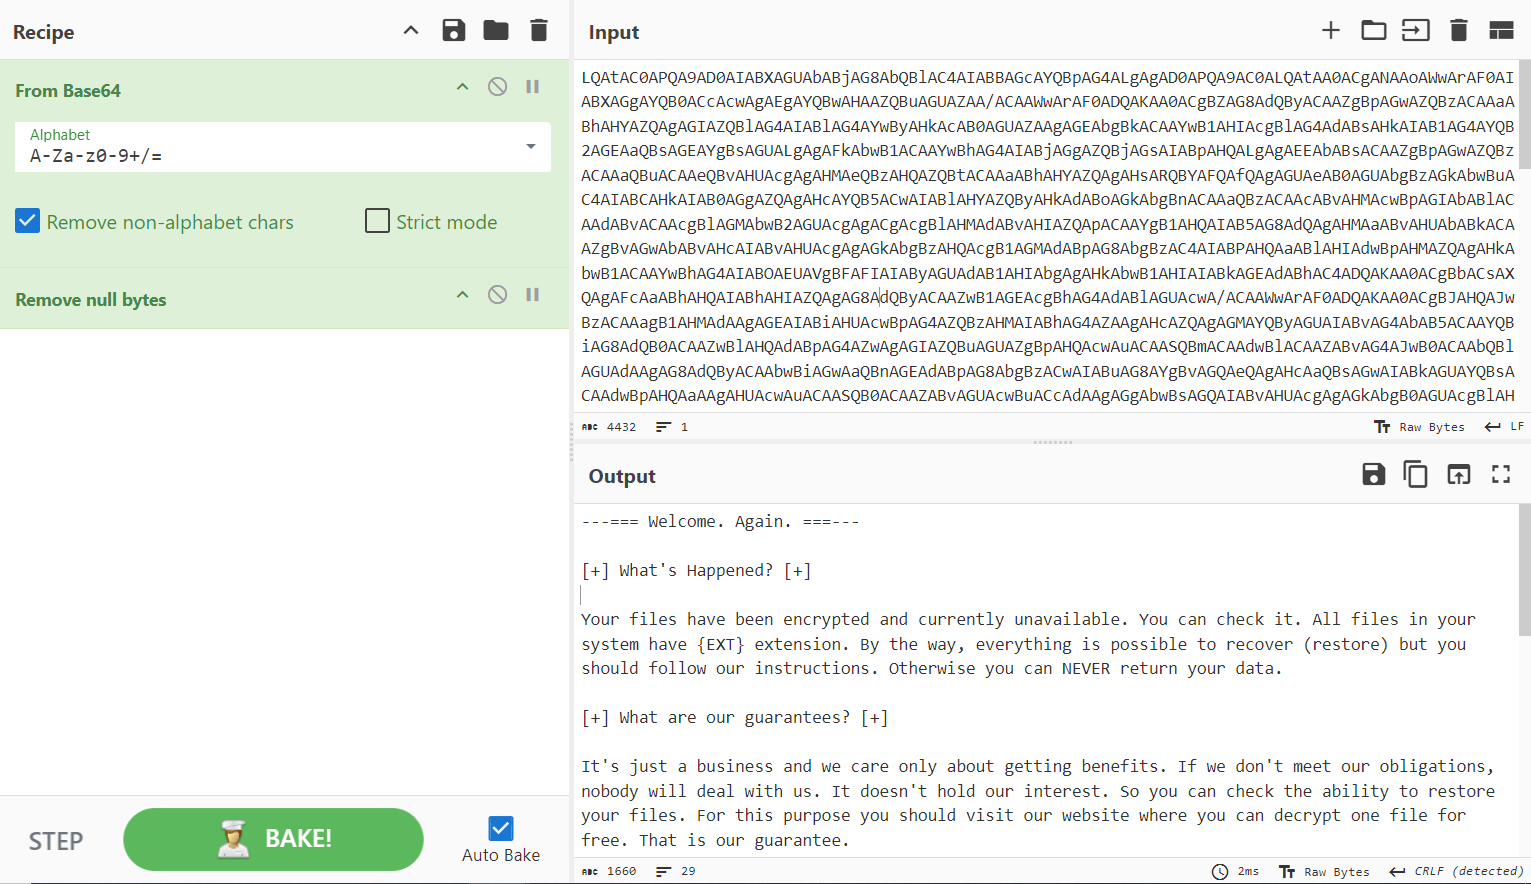 Recipe
From Base64
Alphabet
A-Za-z0-9+/=
Remove non-alphabet chars
Strict mode
Remove null bytes
STEP
BAKE!
Auto Bake
Input
LQAtAC0APQA9AD0AIABXAGUAbABjAG8AbQBlAC4AIABBAGcAYQBpAG4ALgAgAD0APQA9AC0ALQAtAA0ACgANAAoAWwArAF0AI
ABXAGgAYQB0ACcAcwAgAEgAYQBwAHAAZQBuAGUAZAA/ACAAWwArAF0ADQAKAA0ACgBZAG8AdQByACAAZgBpAGwAZQBzACAAaA
BhAHYAZQAgAGIAZQBlAG4AIABlAG4AYwByAHkAcAB0AGUAZAAgAGEAbgBkACAAYwB1AHIAcgBlAG4AdABsAHkAIAB1AG4AYQB
2AGEAaQBsAGEAYgBsAGUALgAgAFkAbwB1ACAAYwBhAG4AIABjAGgAZQBjAGsAIABpAHQALgAgAEEAbABsACAAZgBpAGwAZQBz
ACAAaQBuACAAeQBvAHUAcgAgAHMAeQBzAHQAZQBtACAAaABhAHYAZQAgAHsARQBYAFQAfQAgAGUAeAB0AGUAbgBzAGkAbwBuA
C4AIABCAHkAIAB0AGgAZQAgAHcAYQB5ACwAIABlAHYAZQByAHkAdABoAGkAbgBnACAAaQBzACAAcABvAHMAcwBpAGIAbABlAC
AAdABvACAAcgBlAGMAbwB2AGUAcgAgACgAcgBlAHMAdABvAHIAZQApACAAYgB1AHQAIAB5AG8AdQAgAHMAaABvAHUAbABkACA
AZgBvAGwAbABvAHcAIABvAHUAcgAgAGkAbgBzAHQAcgB1AGMAdABpAG8AbgBzAC4AIABPAHQAaABlAHIAdwBpAHMAZQAgAHkA
bwB1ACAAYwBhAG4AIABOAEUAVgBFAFIAIAByAGUAdAB1AHIAbgAgAHkAbwB1AHIAIABkAGEAdABhAC4ADQAKAA0ACgBbACsAX
QAgAFcAaABhAHQAIABhAHIAZQAgAG8AdQByACAAZwB1AGEAcgBhAG4AdABlAGUAcwA/ACAAWwArAF0ADQAKAA0ACgBJAHQAJw
BzACAAagB1AHMAdAAgAGEAIABiAHUAcwBpAG4AZQBzAHMAIABhAG4AZAAgAHcAZQAgAGMAYQByAGUAIABvAG4AbAB5ACAAYQB
iAG8AdQB0ACAAZwBlAHQAdABpAG4AZwAgAGIAZQBuAGUAZgBpAHQAcwAuACAASQBmACAAdwBlACAAZABvAG4AJwB0ACAAbQBl
AGUAdAAgAG8AdQByACAAbwBiAGwAaQBnAGEAdABpAG8AbgBzACwAIABuAG8AYgBvAGQAeQAgAHcAaQBsAGwAIABkAGUAYQBsA
CAAdwBpAHQAaAAgAHUAcwAuACAASQB0ACAAZABvAGUAcwBuACcAdAAgAGgAbwBsAGQAIABvAHUAcgAgAGkAbgB0AGUAcgBlAH
ABC 4432 1 Raw Bytes LF
Output
---=== Welcome. Again. ===---
[+] What's Happened? [+]
Your files have been encrypted and currently unavailable. You can check it. All files in your
system have {EXT} extension. By the way, everything is possible to recover (restore) but you
should follow our instructions. Otherwise you can NEVER return your data.
[+] What are our guarantees? [+]
It's just a business and we care only about getting benefits. If we don't meet our obligations,
nobody will deal with us. It doesn't hold our interest. So you can check the ability to restore
your files. For this purpose you should visit our website where you can decrypt one file for
free. That is our guarantee.
ABC 1660 29 2ms Raw Bytes CRLF (detected)